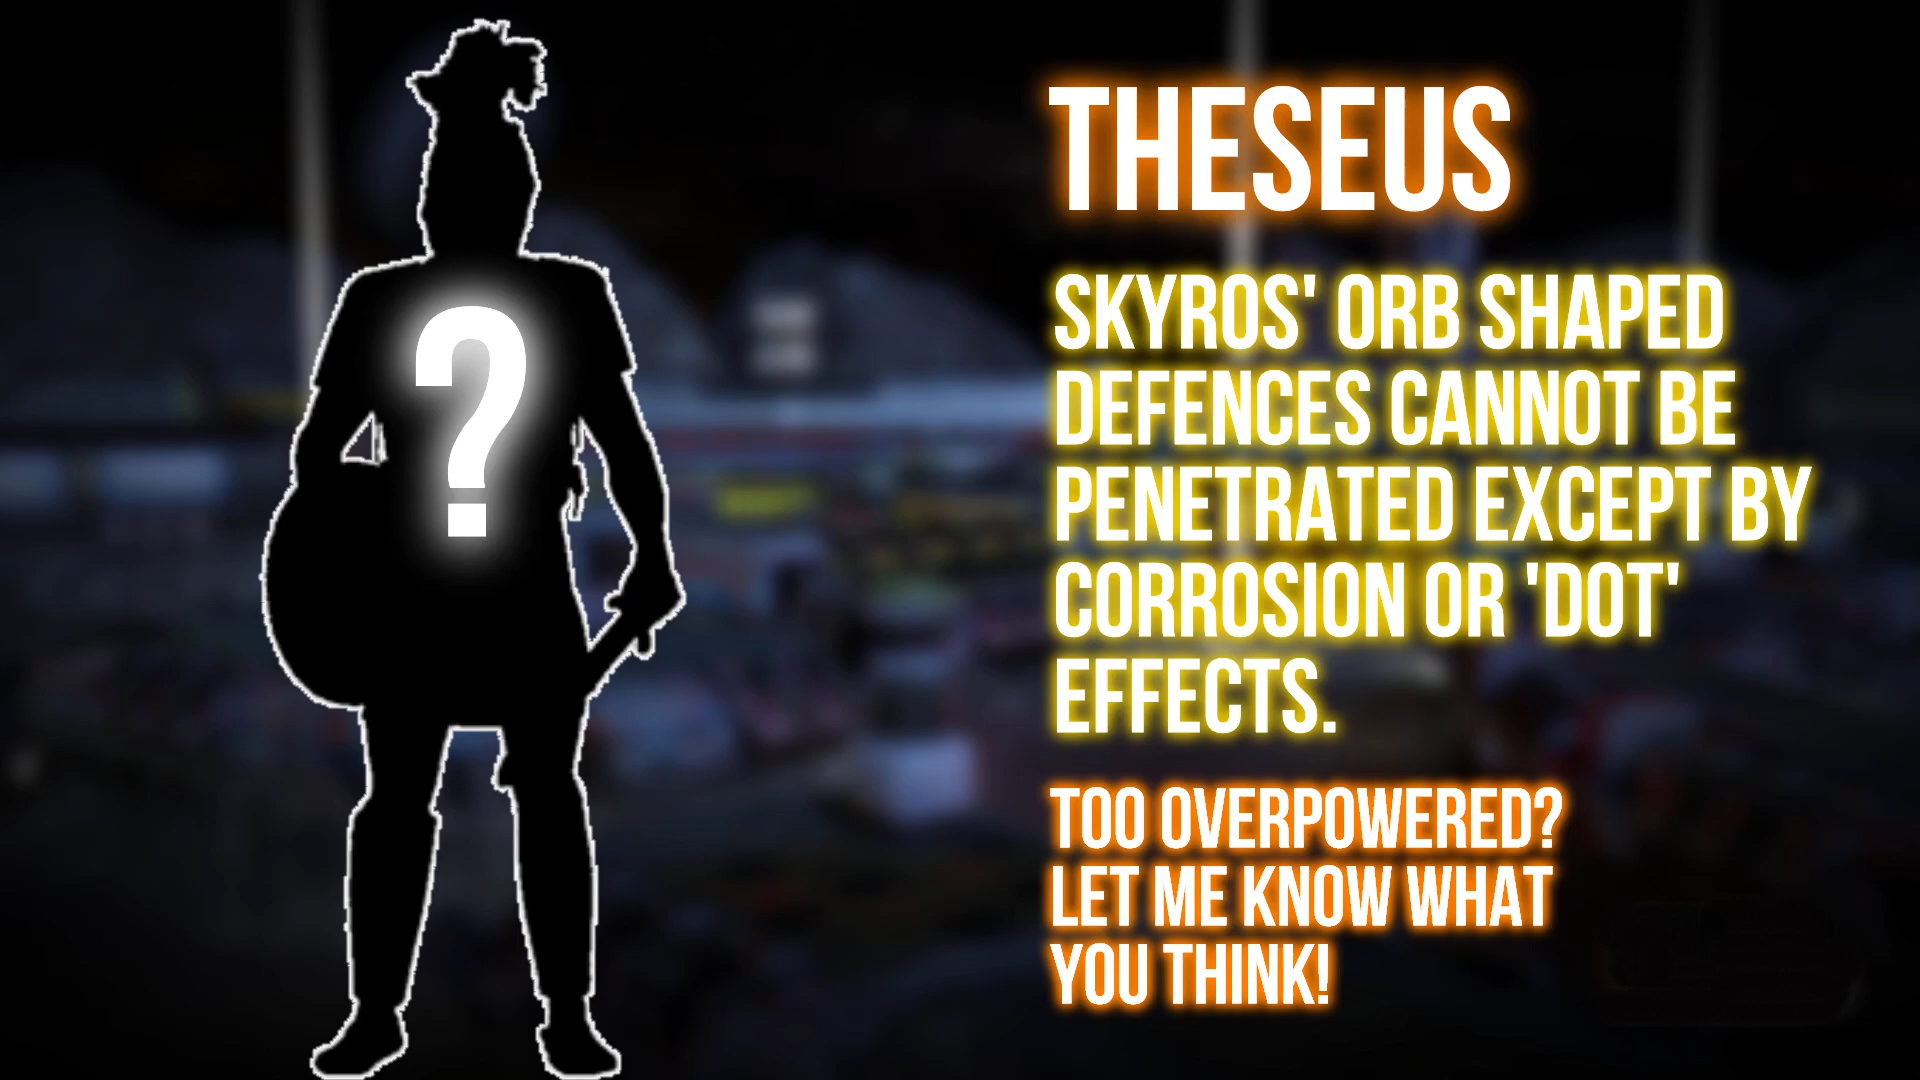 ?
THESEUS
SKYROS' ORB SHAPED
DEFENCES CANNOT BE
PENETRATED EXCEPT BY
CORROSION OR 'DOT'
EFFECTS.
TOO OVERPOWERED?
LET ME KNOW WHAT
YOU THINK!